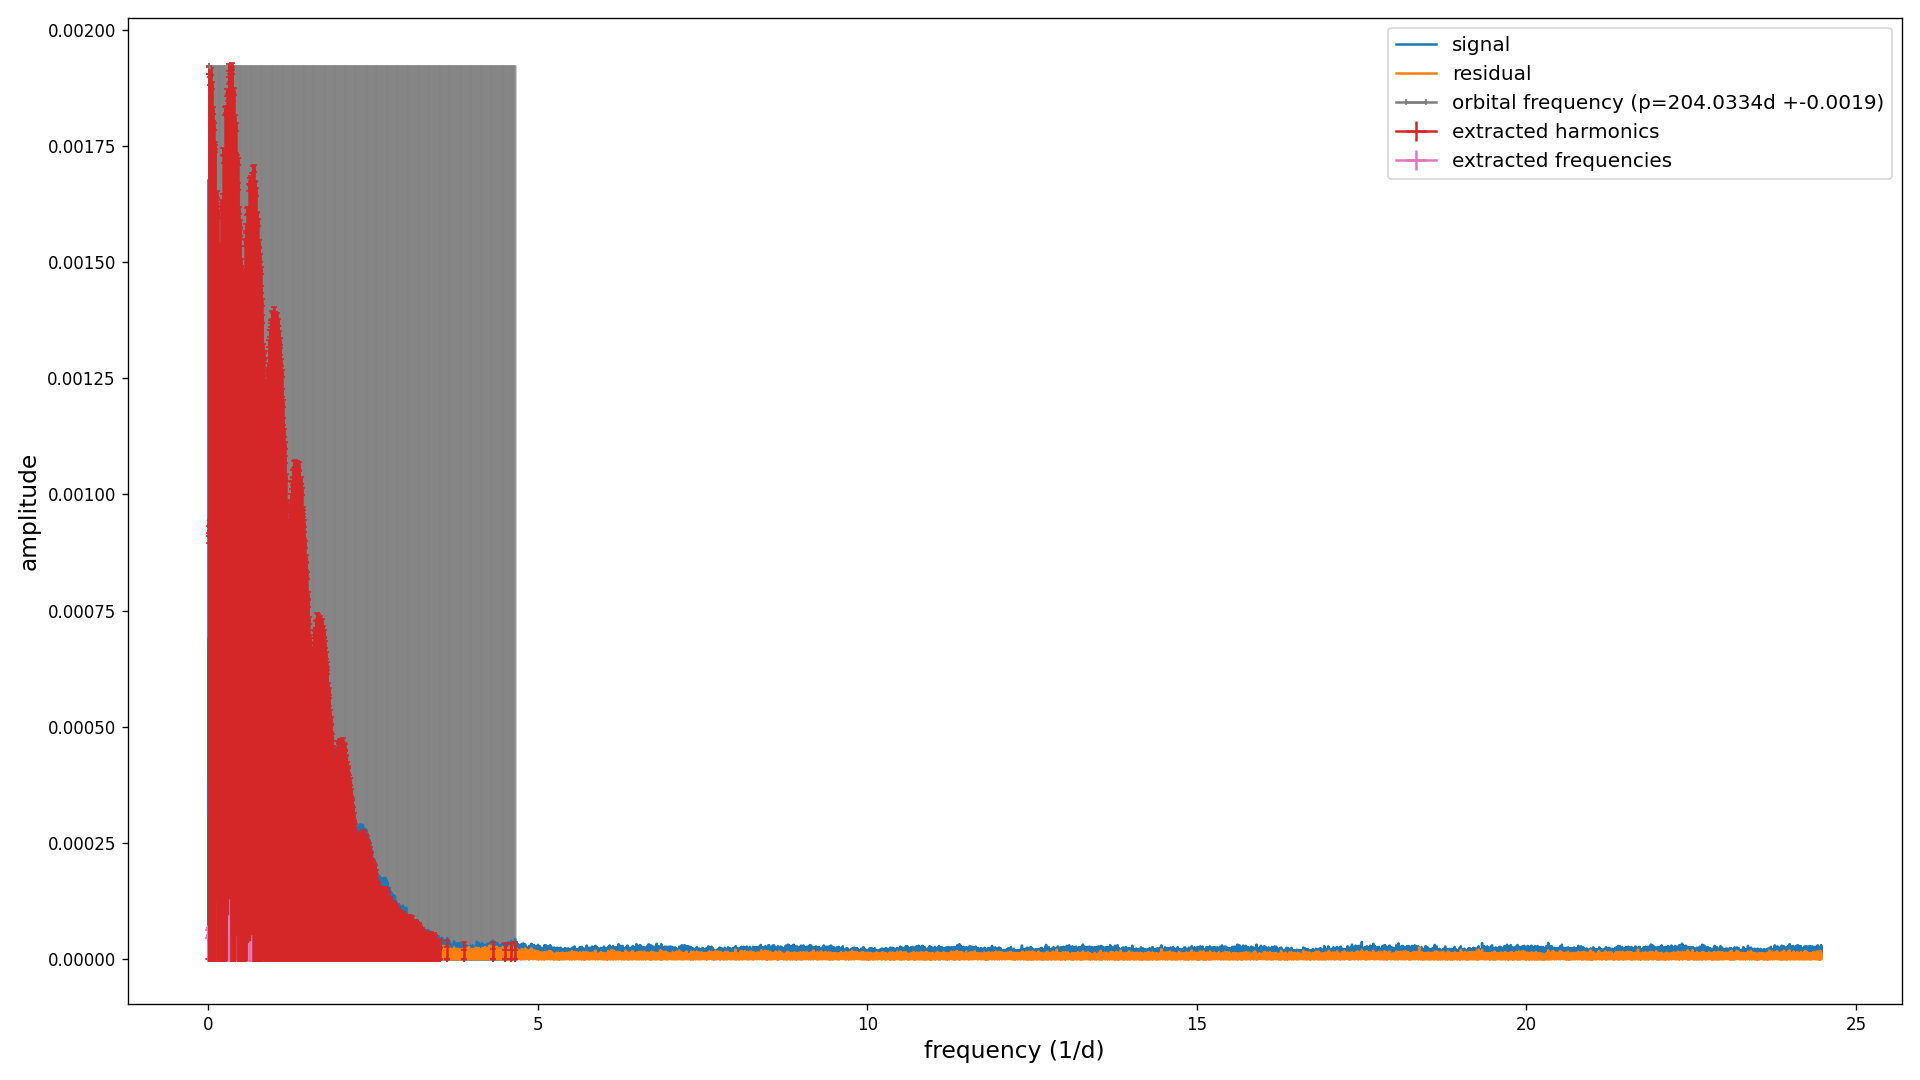 0.00200
0.00175
0.00150
0.00125
0.00100
0.00075
0.00050
0.00025
0.00000
amplitude
0
5
10
15
20
25
frequency (1/d)
signal
residual
orbital frequency (p=204.0334d +-0.0019)
extracted harmonics
extracted frequencies